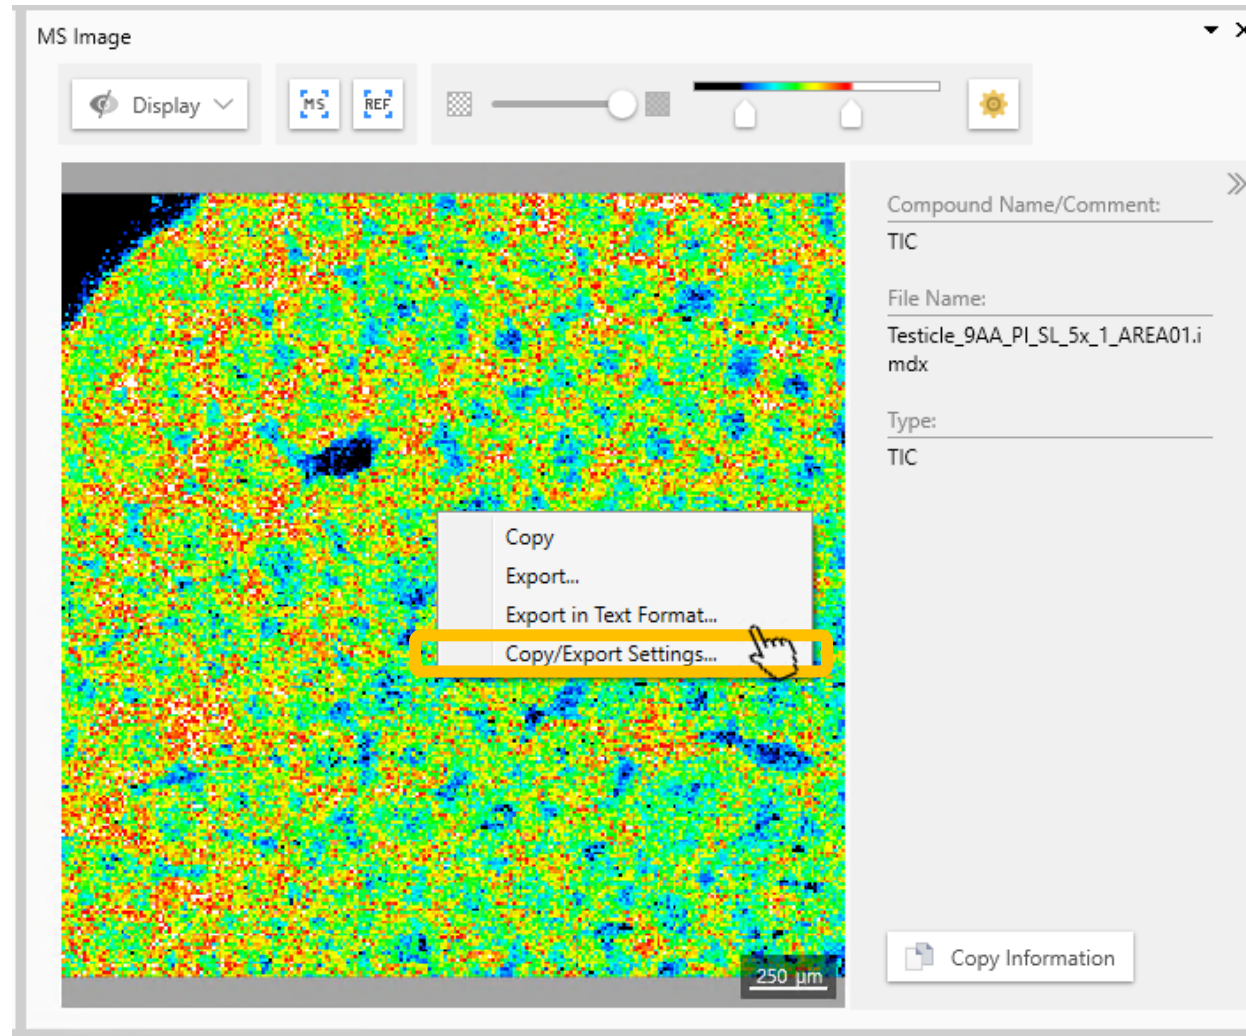 MS Image
Display
MS
REF
Compound Name/Comment:
TIC
File Name:
Testicle_9AA_PI_SL_5x_1_AREA01.i
mdx
Type:
TIC
Copy
Export...
Export in Text Format...
Copy/Export Settings...
Copy Information
250 μm